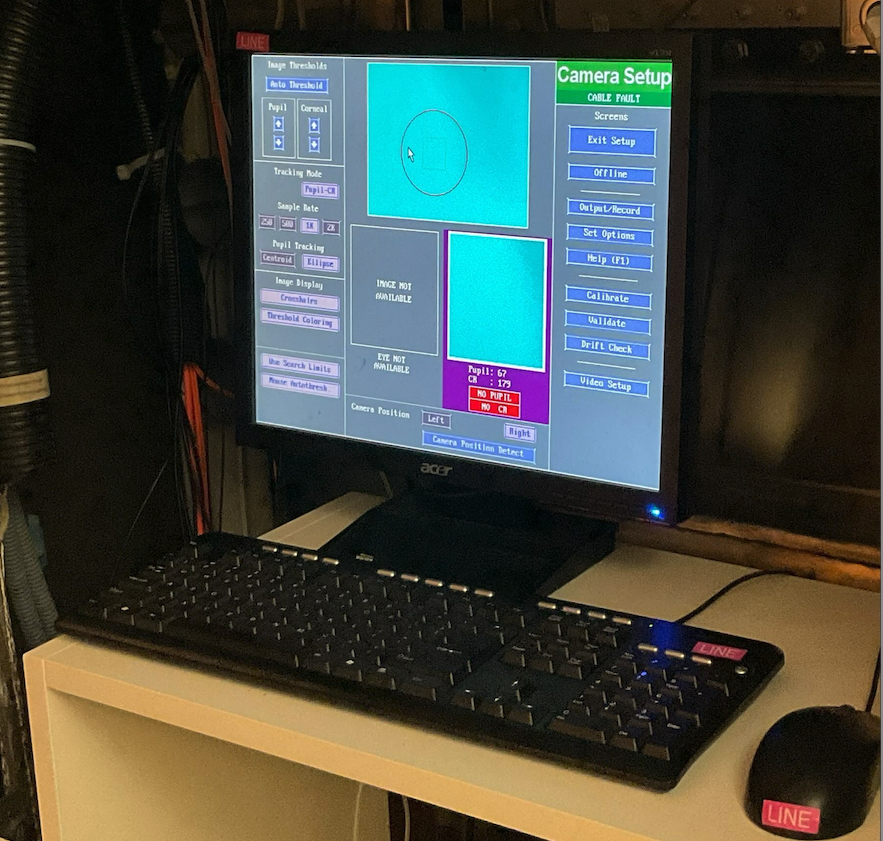 LINE
Image Thresholds
Auto Threshold
Pupil
Corneal
Tracking Mode
Pupil-CR
Sample Rate
250 500 1K 2K
Pupil Tracking
Centroid Ellipse
Image Display
Crosshairs
Threshold Coloring
Use Search Limits
Mouse Autothresh.
IMAGE NOT
AVAILABLE
EYE NOT
AVAILABLE
Pupil: 67
CR : 179
NO PUPIL
NO CR
Camera Position
Left
Right
Camera Position Detect
Camera Setup
CABLE FAULT
Screens
Exit Setup
Offline
Output/Record
Set Options
Help (F1)
Calibrate
Validate
Drift Check
Video Setup
acer
LINE
LINE